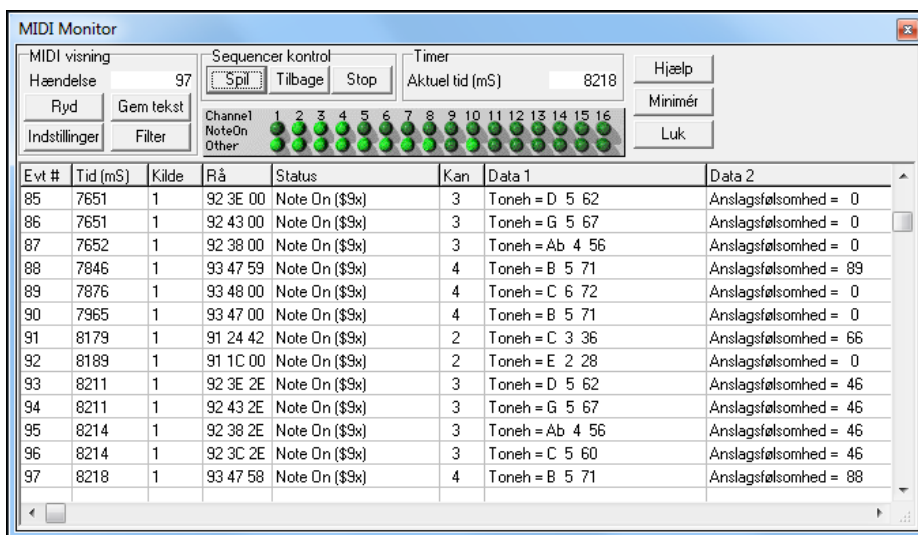 MIDI Monitor
MIDI visning
Hændelse 97
Ryd Gem tekst
Indstillinger Filter
Sequencer kontrol
Spil Tilbage Stop
Timer
Aktuel tid (mS) 8218
Hjælp
Minimér
Luk
Channel 1 2 3 4 5 6 7 8 9 10 11 12 13 14 15 16
NoteOn
Other
Evt # Tid (mS) Kilde Rå Status Kan Data 1 Data 2
85 7651 1 92 3E 00 Note On ($9x) 3 Toneh = D 5 62 Anslagsfølsomhed = 0
86 7651 1 92 43 00 Note On ($9x) 3 Toneh = G 5 67 Anslagsfølsomhed = 0
87 7652 1 92 38 00 Note On ($9x) 3 Toneh = Ab 4 56 Anslagsfølsomhed = 0
88 7846 1 93 47 59 Note On ($9x) 4 Toneh = B 5 71 Anslagsfølsomhed = 89
89 7876 1 93 48 00 Note On ($9x) 4 Toneh = C 6 72 Anslagsfølsomhed = 0
90 7965 1 93 47 00 Note On ($9x) 4 Toneh = B 5 71 Anslagsfølsomhed = 0
91 8179 1 91 24 42 Note On ($9x) 2 Toneh = C 3 36 Anslagsfølsomhed = 66
92 8189 1 91 1C 00 Note On ($9x) 2 Toneh = E 2 28 Anslagsfølsomhed = 0
93 8211 1 92 3E 2E Note On ($9x) 3 Toneh = D 5 62 Anslagsfølsomhed = 46
94 8211 1 92 43 2E Note On ($9x) 3 Toneh = G 5 67 Anslagsfølsomhed = 46
95 8214 1 92 38 2E Note On ($9x) 3 Toneh = Ab 4 56 Anslagsfølsomhed = 46
96 8214 1 92 3C 2E Note On ($9x) 3 Toneh = C 5 60 Anslagsfølsomhed = 46
97 8218 1 93 47 58 Note On ($9x) 4 Toneh = B 5 71 Anslagsfølsomhed = 88